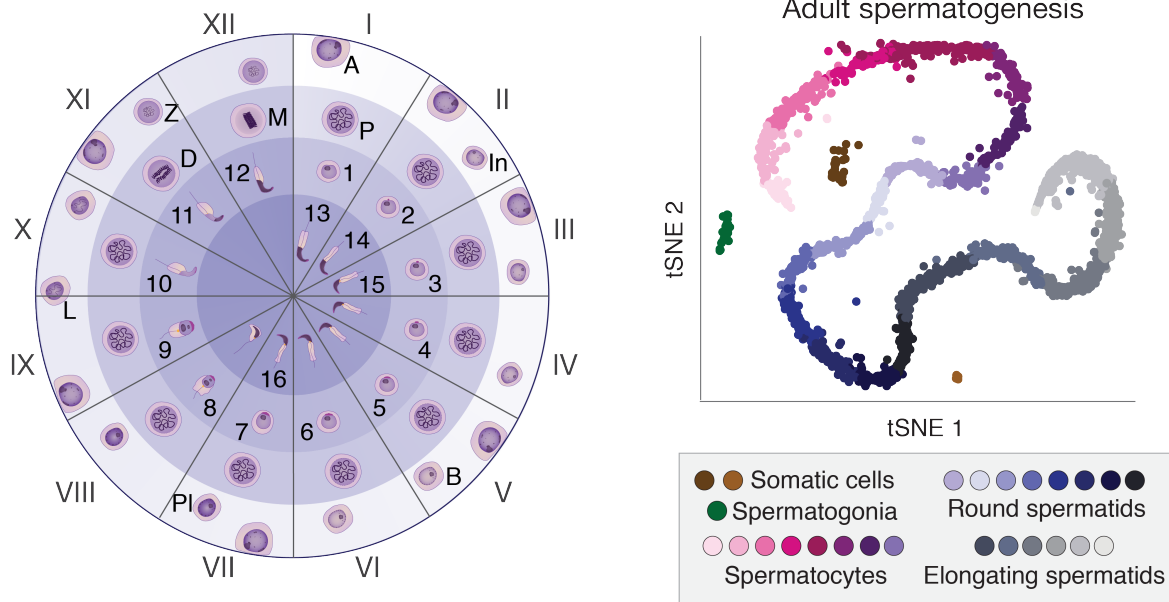 XII
I
XI
II
X
III
IX
IV
VIII
V
VII
VI
A
Z
M
P
In
D
12
1
11
13
2
14
10
15
3
L
9
4
16
8
5
7
6
B
Pl
Adult spermatogenesis
tSNE 2
tSNE 1
Somatic cells
Spermatogonia
Spermatocytes
Round spermatids
Elongating spermatids